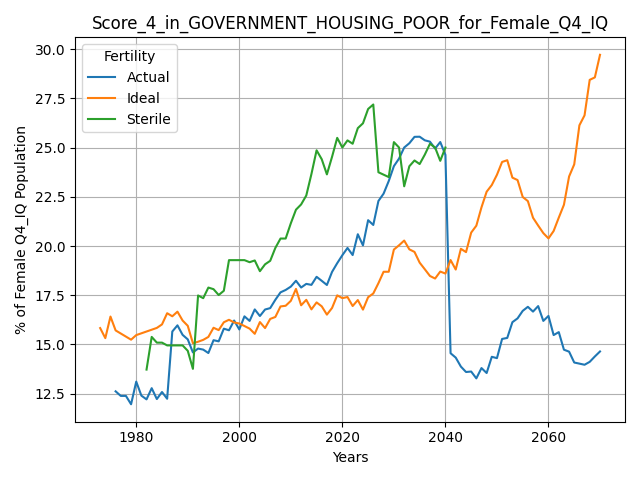 Score_4_in_GOVERNMENT_HOUSING_POOR_for_Female_Q4_IQ
Fertility
Actual
Ideal
Sterile
% of Female Q4_IQ Population
30.0
27.5
25.0
22.5
20.0
17.5
15.0
12.5
1980
2000
2020
2040
2060
Years